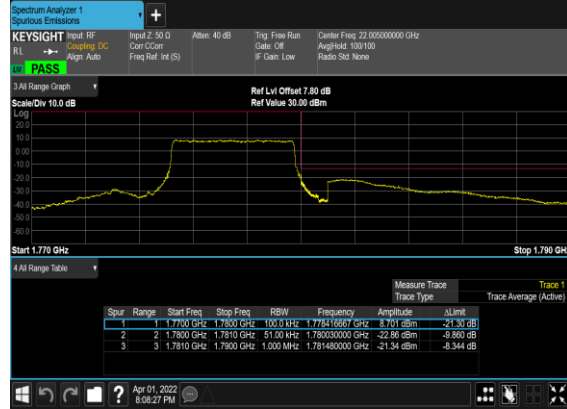 Spectrum Analyzer 1
Spurious Emissions
+
KEYSIGHT Input: RF Input Z: 50 Ω Atten: 40 dB Trig: Free Run Center Freq: 22.005000000 GHz
RL Coupling: DC Corr CCorr Gate: Off Avg|Hold: 100/100
Align: Auto Freq Ref: Int (S) IF Gain: Low Radio Std: None
PASS
3 All Range Graph
Ref Lvl Offset 7.80 dB
Scale/Div 10.0 dB Ref Value 30.00 dBm
Log
20.0
10.0
0.00
-10.0
-20.0
-30.0
-40.0
-50.0
-60.0
Start 1.770 GHz Stop 1.790 GHz
4 All Range Table
Measure Trace Trace 1
Trace Type Trace Average (Active)
Spur Range Start Freq Stop Freq RBW Frequency Amplitude ΔLimit
1 1 1.7700 GHz 1.7800 GHz 100.0 kHz 1.778416667 GHz 8.701 dBm -21.30 dB
2 2 1.7800 GHz 1.7810 GHz 51.00 kHz 1.780030000 GHz -22.86 dBm -9.860 dB
3 3 1.7810 GHz 1.7900 GHz 1.000 MHz 1.781480000 GHz -21.34 dBm -8.344 dB
? Apr 01, 2022
8:08:27 PM